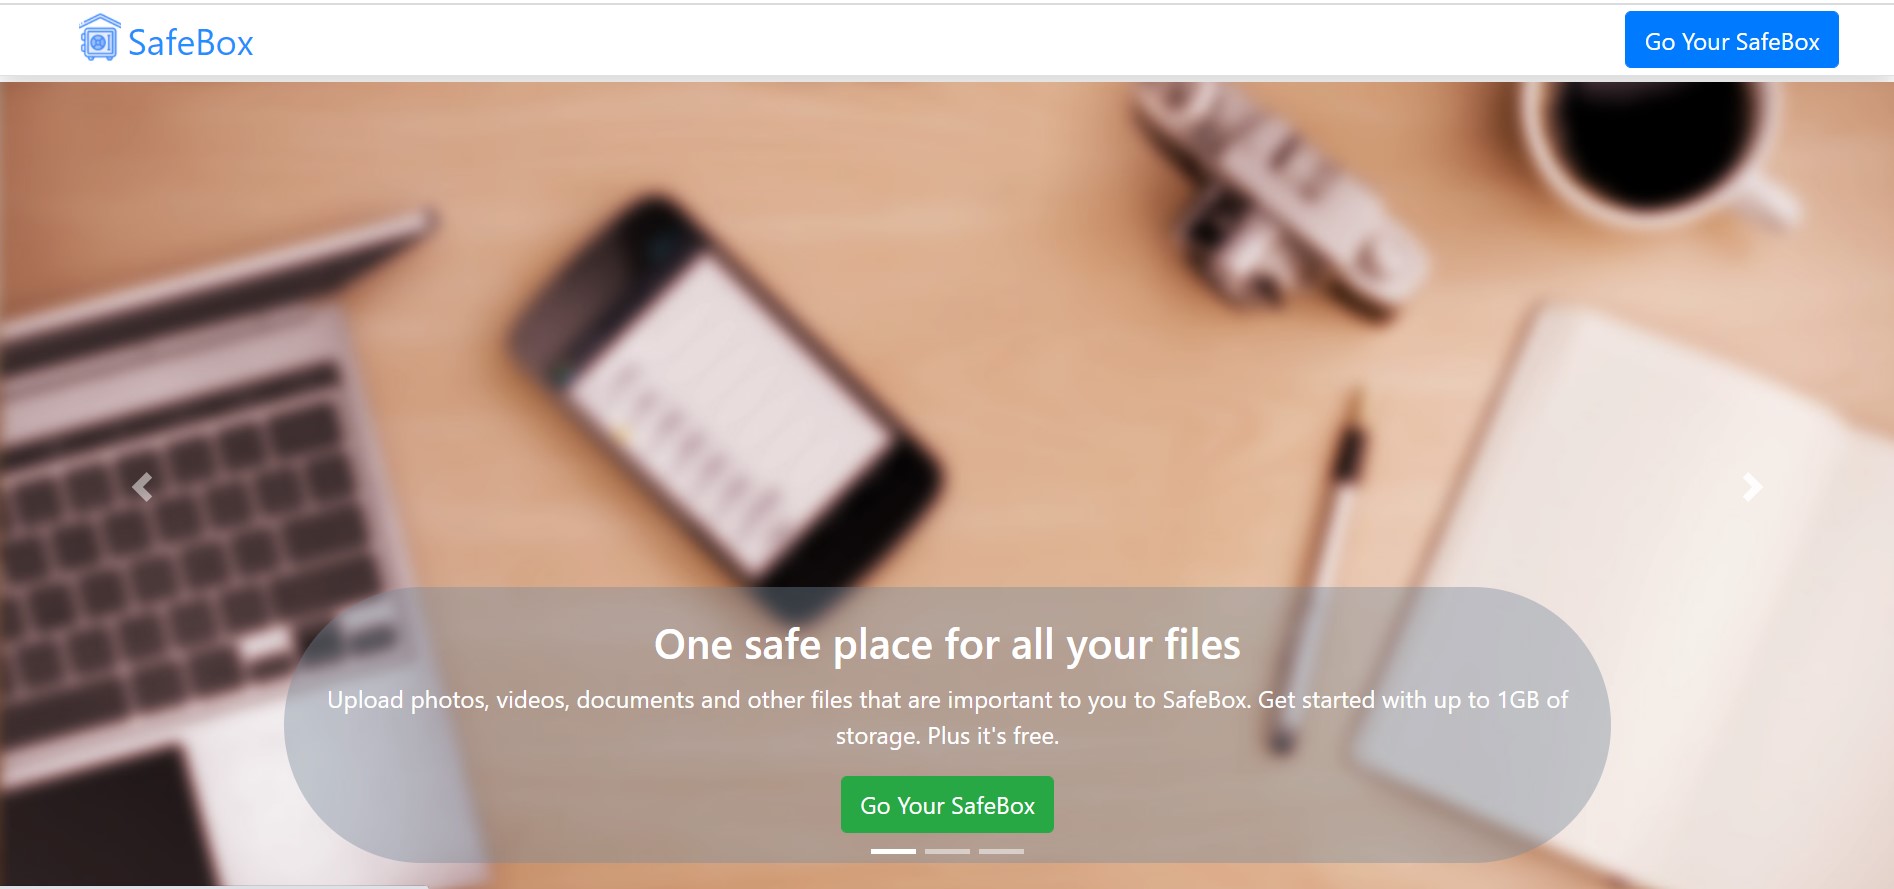 SafeBox
Go Your SafeBox
One safe place for all your files
Upload photos, videos, documents and other files that are important to you to SafeBox. Get started with up to 1GB of
storage. Plus it's free.
Go Your SafeBox